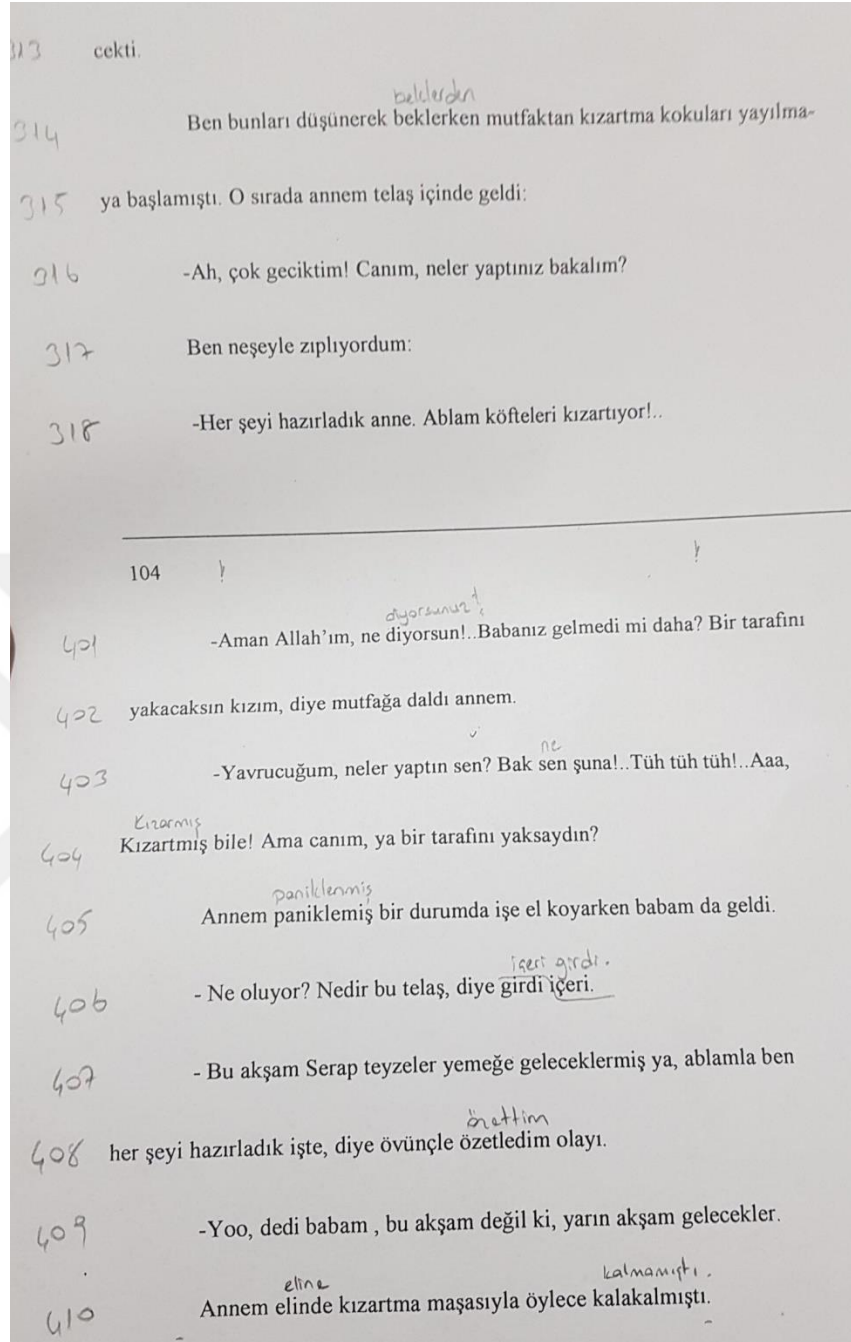 313 cekti.
beklerden
314 Ben bunları düşünerek beklerken mutfaktan kızartma kokuları yayılma-
315 ya başlamıştı. O sırada annem telaş içinde geldi:
316 -Ah, çok geciktim! Canım, neler yaptınız bakalım?
317 Ben neşeyle zıplıyordum:
318 -Her şeyi hazırladık anne. Ablam köfteleri kızartıyor!..
104
diyorsunuz
401 -Aman Allah’ım, ne diyorsun!..Babanız gelmedi mi daha? Bir tarafını
402 yakacaksın kızım, diye mutfağa daldı annem.
ne
403 -Yavrucuğum, neler yaptın sen? Bak sen şuna!..Tüh tüh tüh!..Aaa,
Kızarmış
404 Kızartmış bile! Ama canım, ya bir tarafını yaksaydın?
paniklenmiş
405 Annem paniklemiş bir durumda işe el koyarken babam da geldi.
içeri girdi.
406 - Ne oluyor? Nedir bu telaş, diye girdi içeri.
407 - Bu akşam Serap teyzeler yemeğe geleceklermiş ya, ablamla ben
özettim
408 her şeyi hazırladık işte, diye övünçle özetledim olayı.
409 -Yoo, dedi babam , bu akşam değil ki, yarın akşam gelecekler.
eline kalmamıştı.
410 Annem elinde kızartma maşasıyla öylece kalakalmıştı.